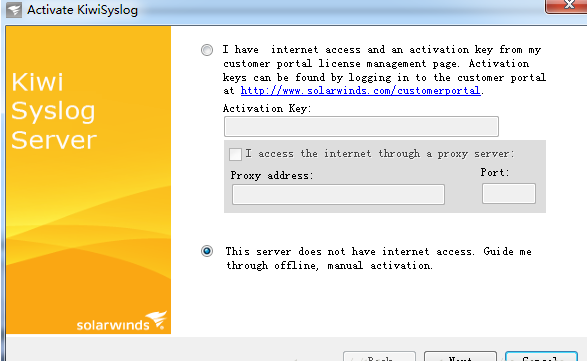 Activate KiwiSyslog
Kiwi
Syslog
Server
I have internet access and an activation key from my
customer portal license management page. Activation
keys can be found by logging in to the customer portal
at http://www.solarwinds.com/customerportal.
Activation Key:
I access the internet through a proxy server:
Proxy address:
Port:
This server does not have internet access. Guide me
through offline, manual activation.
solarwinds
Back
Next
Cancel